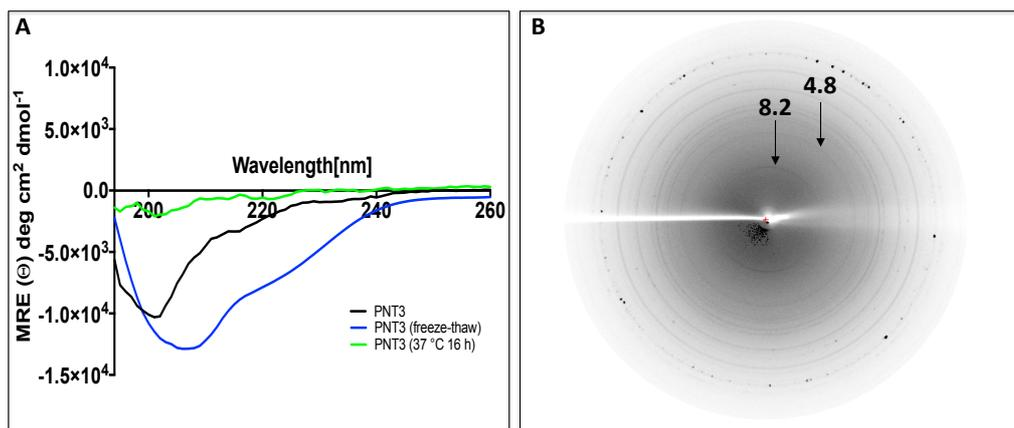 A
1.0×10⁴
5.0×10³
0.0
-5.0×10³
-1.0×10⁴
-1.5×10⁴
MRE (Θ) deg cm² dmol⁻¹
Wavelength[nm]
200 220 240 260
PNT3
PNT3 (freeze-thaw)
PNT3 (37 °C 16 h)
B
8.2
4.8